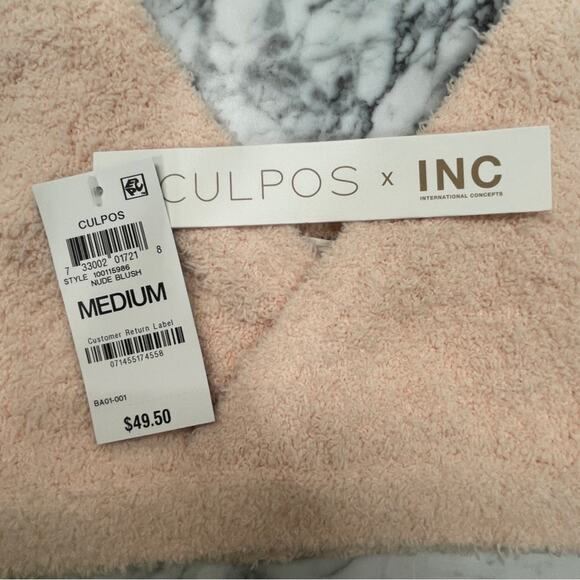 CULPOS x INC
INTERNATIONAL CONCEPTS
CULPOS
7 33002 01721 8
STYLE 100115986
NUDE BLUSH
MEDIUM
Customer Return Label
071455174558
BA01-001
$49.50